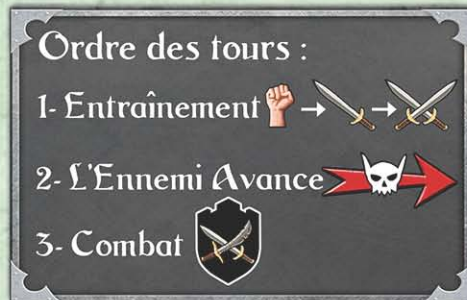 Ordre des tours :
1- Entraînement
2- L'Ennemi Avance
3- Combat